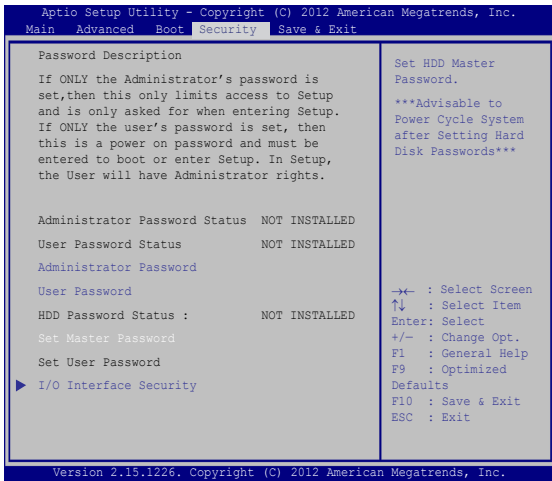 Aptio Setup Utility - Copyright (C) 2012 American Megatrends, Inc.
Main Advanced Boot Security Save & Exit
Password Description
If ONLY the Administrator's password is
set,then this only limits access to Setup
and is only asked for when entering Setup.
If ONLY the user's password is set, then
this is a power on password and must be
entered to boot or enter Setup. In Setup,
the User will have Administrator rights.
Administrator Password Status NOT INSTALLED
User Password Status NOT INSTALLED
Administrator Password
User Password
HDD Password Status : NOT INSTALLED
Set Master Password
Set User Password
I/O Interface Security
Set HDD Master
Password.
***Advisable to
Power Cycle System
after Setting Hard
Disk Passwords***
→← : Select Screen
↑↓ : Select Item
Enter: Select
+/— : Change Opt.
F1 : General Help
F9 : Optimized
Defaults
F10 : Save & Exit
ESC : Exit
Version 2.15.1226. Copyright (C) 2012 American Megatrends, Inc.